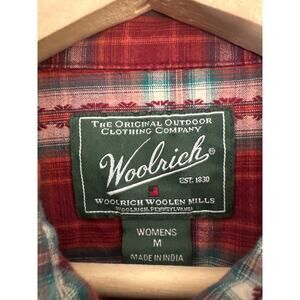 THE ORIGINAL OUTDOOR
CLOTHING COMPANY
Woolrich®
EST. 1830
WOOLRICH WOOLEN MILLS
WOOLRICH, PENNSYLVANIA
WOMENS
M
MADE IN INDIA